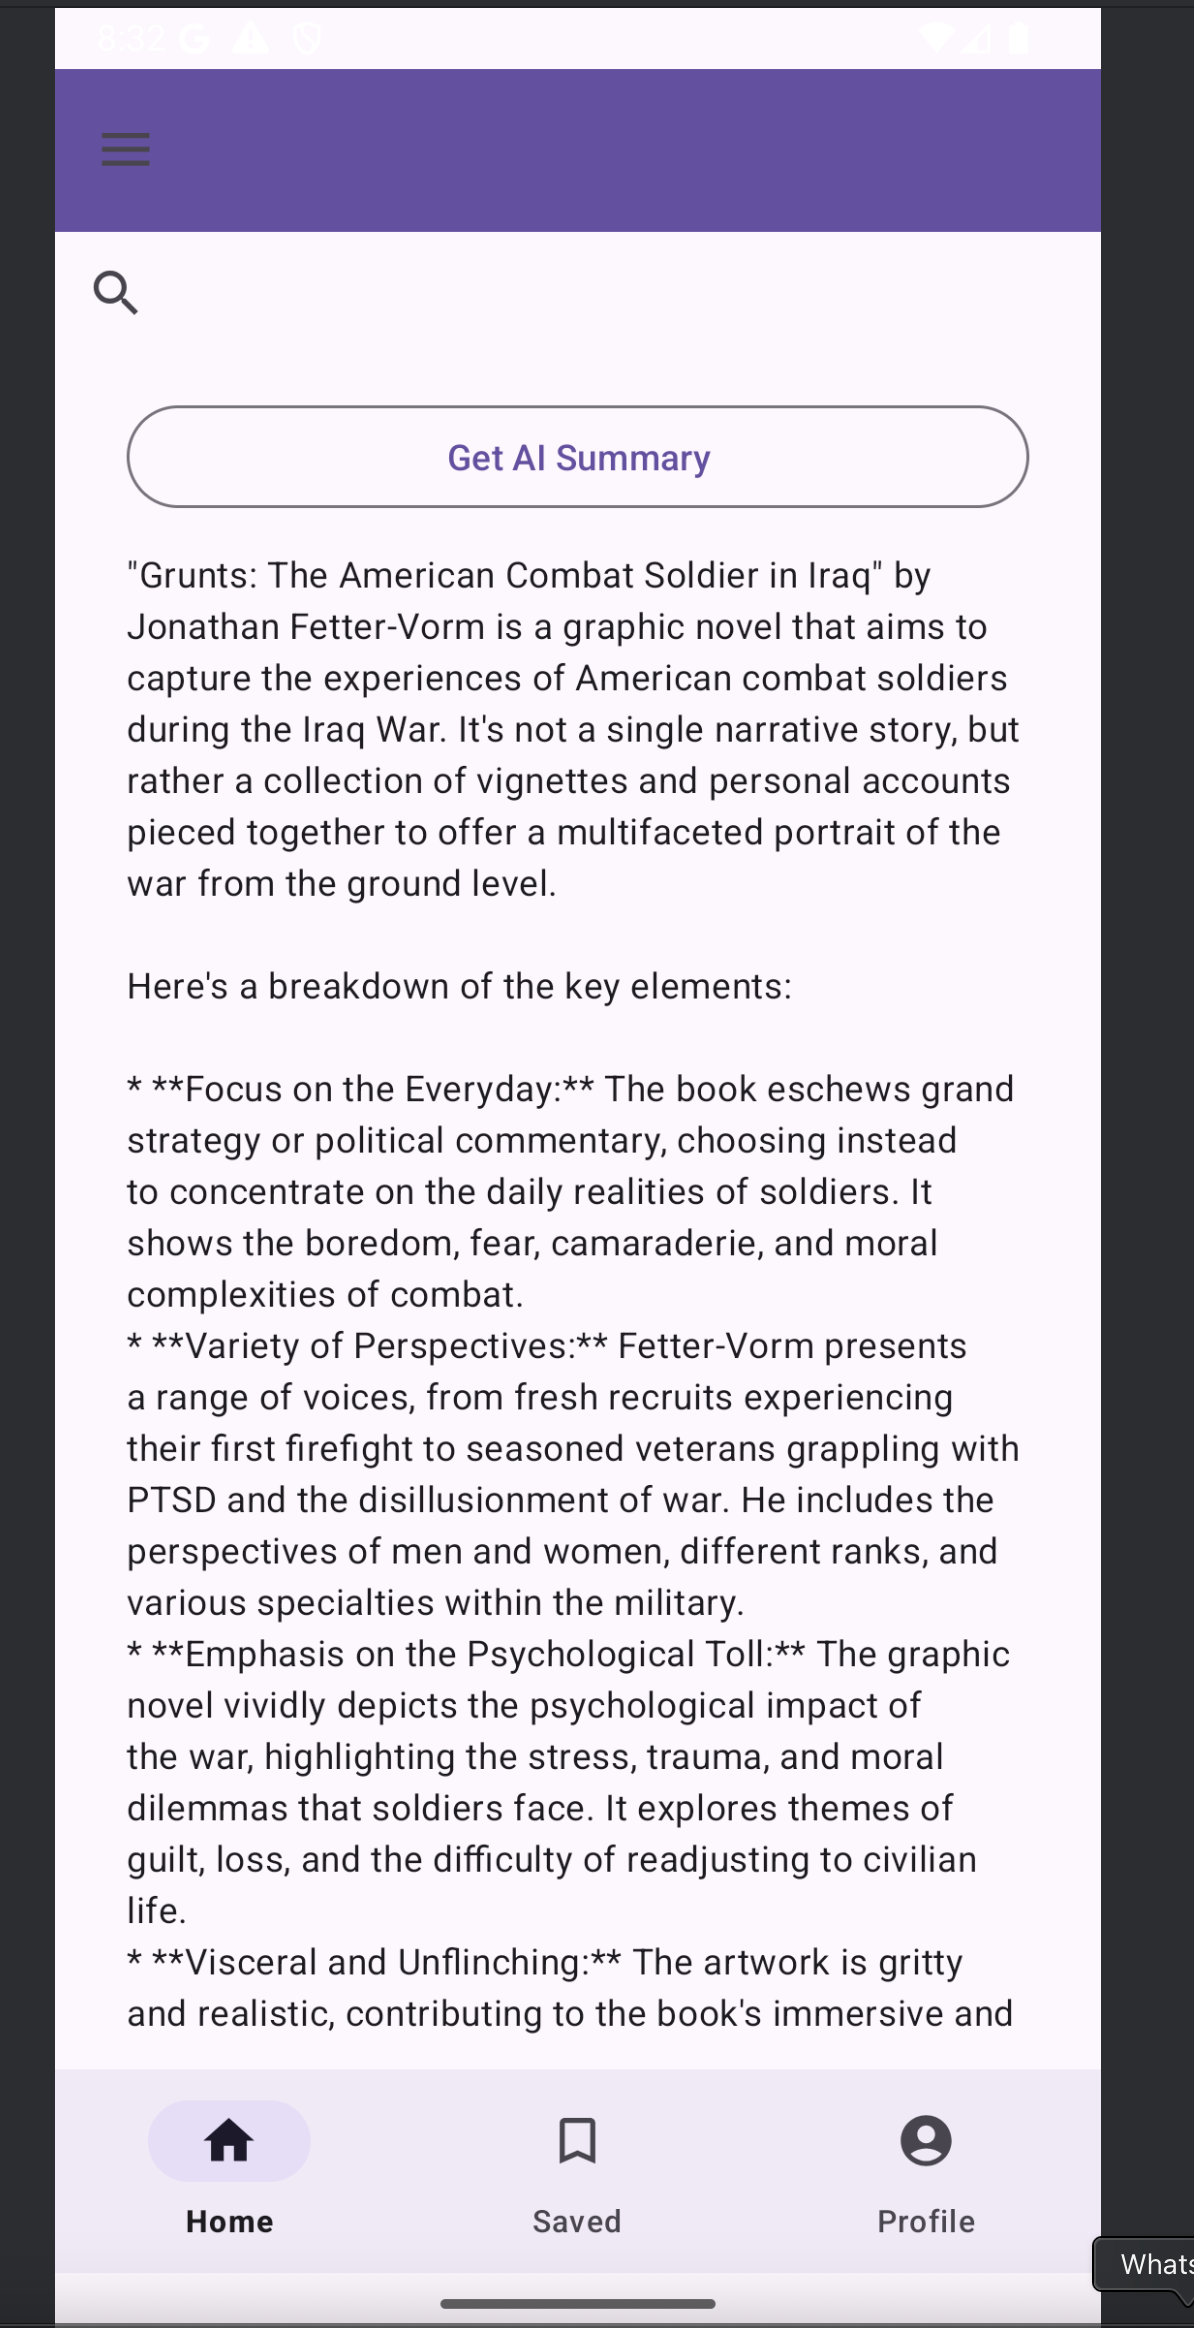 8:32
Get AI Summary
"Grunts: The American Combat Soldier in Iraq" by
Jonathan Fetter-Vorm is a graphic novel that aims to
capture the experiences of American combat soldiers
during the Iraq War. It's not a single narrative story, but
rather a collection of vignettes and personal accounts
pieced together to offer a multifaceted portrait of the
war from the ground level.
Here's a breakdown of the key elements:
* **Focus on the Everyday:** The book eschews grand
strategy or political commentary, choosing instead
to concentrate on the daily realities of soldiers. It
shows the boredom, fear, camaraderie, and moral
complexities of combat.
* **Variety of Perspectives:** Fetter-Vorm presents
a range of voices, from fresh recruits experiencing
their first firefight to seasoned veterans grappling with
PTSD and the disillusionment of war. He includes the
perspectives of men and women, different ranks, and
various specialties within the military.
* **Emphasis on the Psychological Toll:** The graphic
novel vividly depicts the psychological impact of
the war, highlighting the stress, trauma, and moral
dilemmas that soldiers face. It explores themes of
guilt, loss, and the difficulty of readjusting to civilian
life.
* **Visceral and Unflinching:** The artwork is gritty
and realistic, contributing to the book's immersive and
Home Saved Profile
Whats